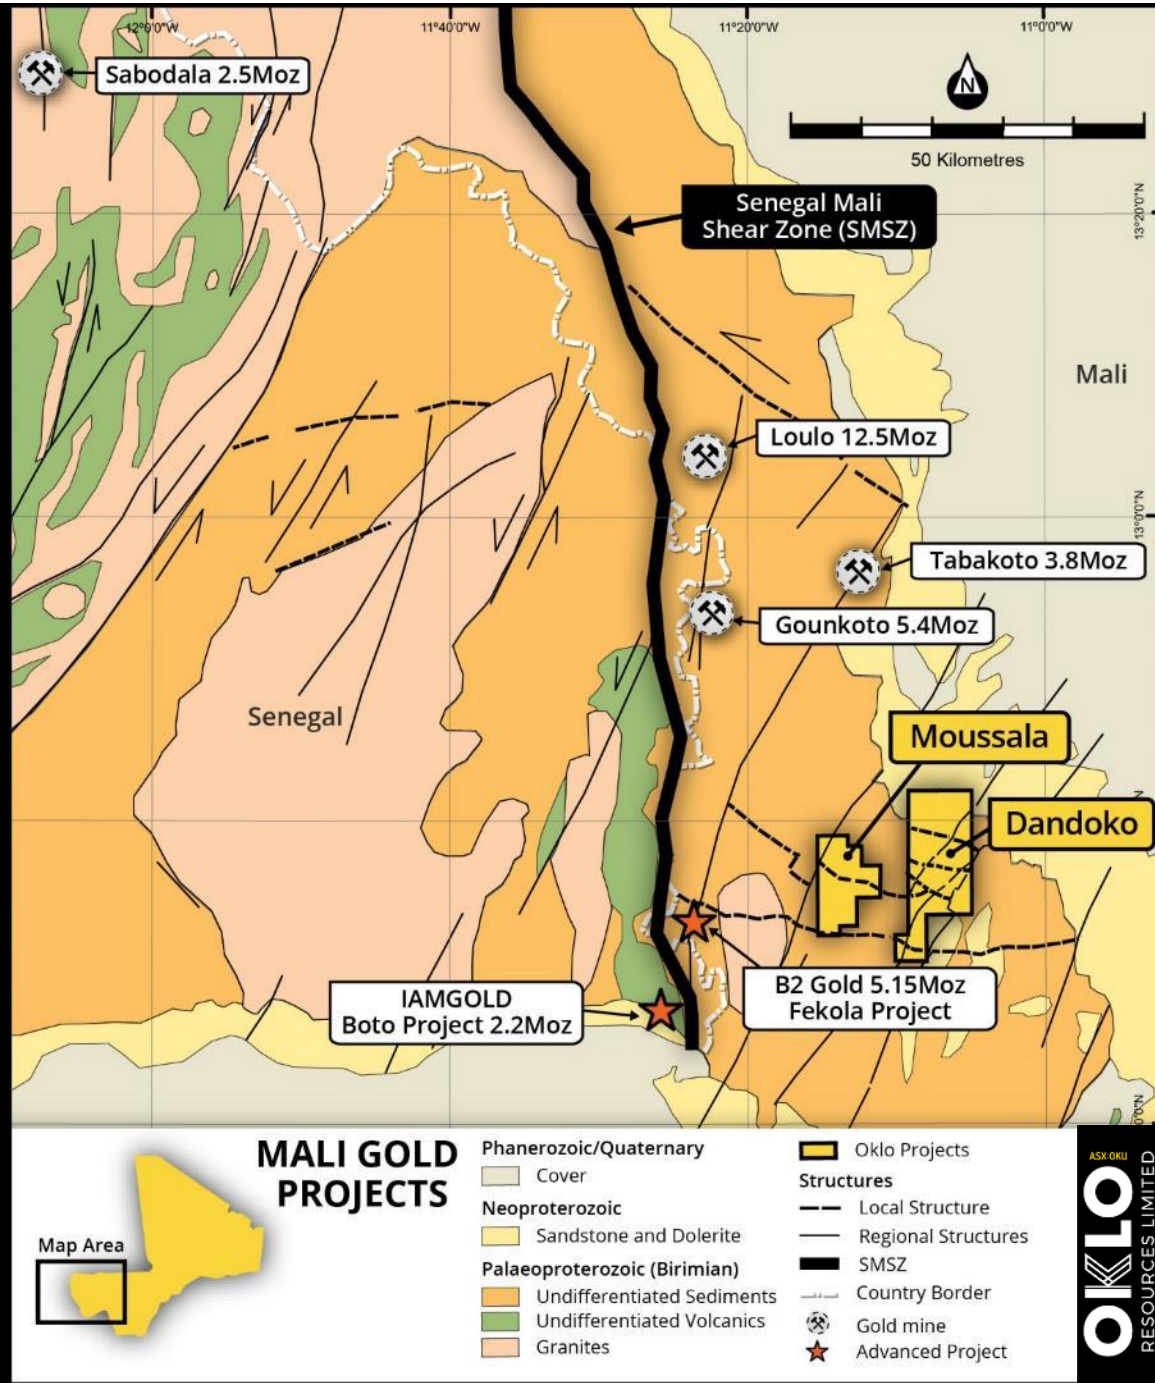 12°0'0"W
11°40'0"W
11°20'0"W
11°0'0"W
Sabodala 2.5Moz
N
50 Kilometres
Senegal Mali
Shear Zone (SMSZ)
13°20'0"N
Mali
Loulo 12.5Moz
13°0'0"N
Tabakoto 3.8Moz
Gounkoto 5.4Moz
Senegal
Moussala
Dandoko
IAMGOLD
Boto Project 2.2Moz
B2 Gold 5.15Moz
Fekola Project
MALI GOLD
PROJECTS
Map Area
Phanerozoic/Quaternary
Cover
Neoproterozoic
Sandstone and Dolerite
Palaeoproterozoic (Birimian)
Undifferentiated Sediments
Undifferentiated Volcanics
Granites
Oklo Projects
Structures
Local Structure
Regional Structures
SMSZ
Country Border
Gold mine
Advanced Project
ASX:OKU
OKLO
RESOURCES LIMITED